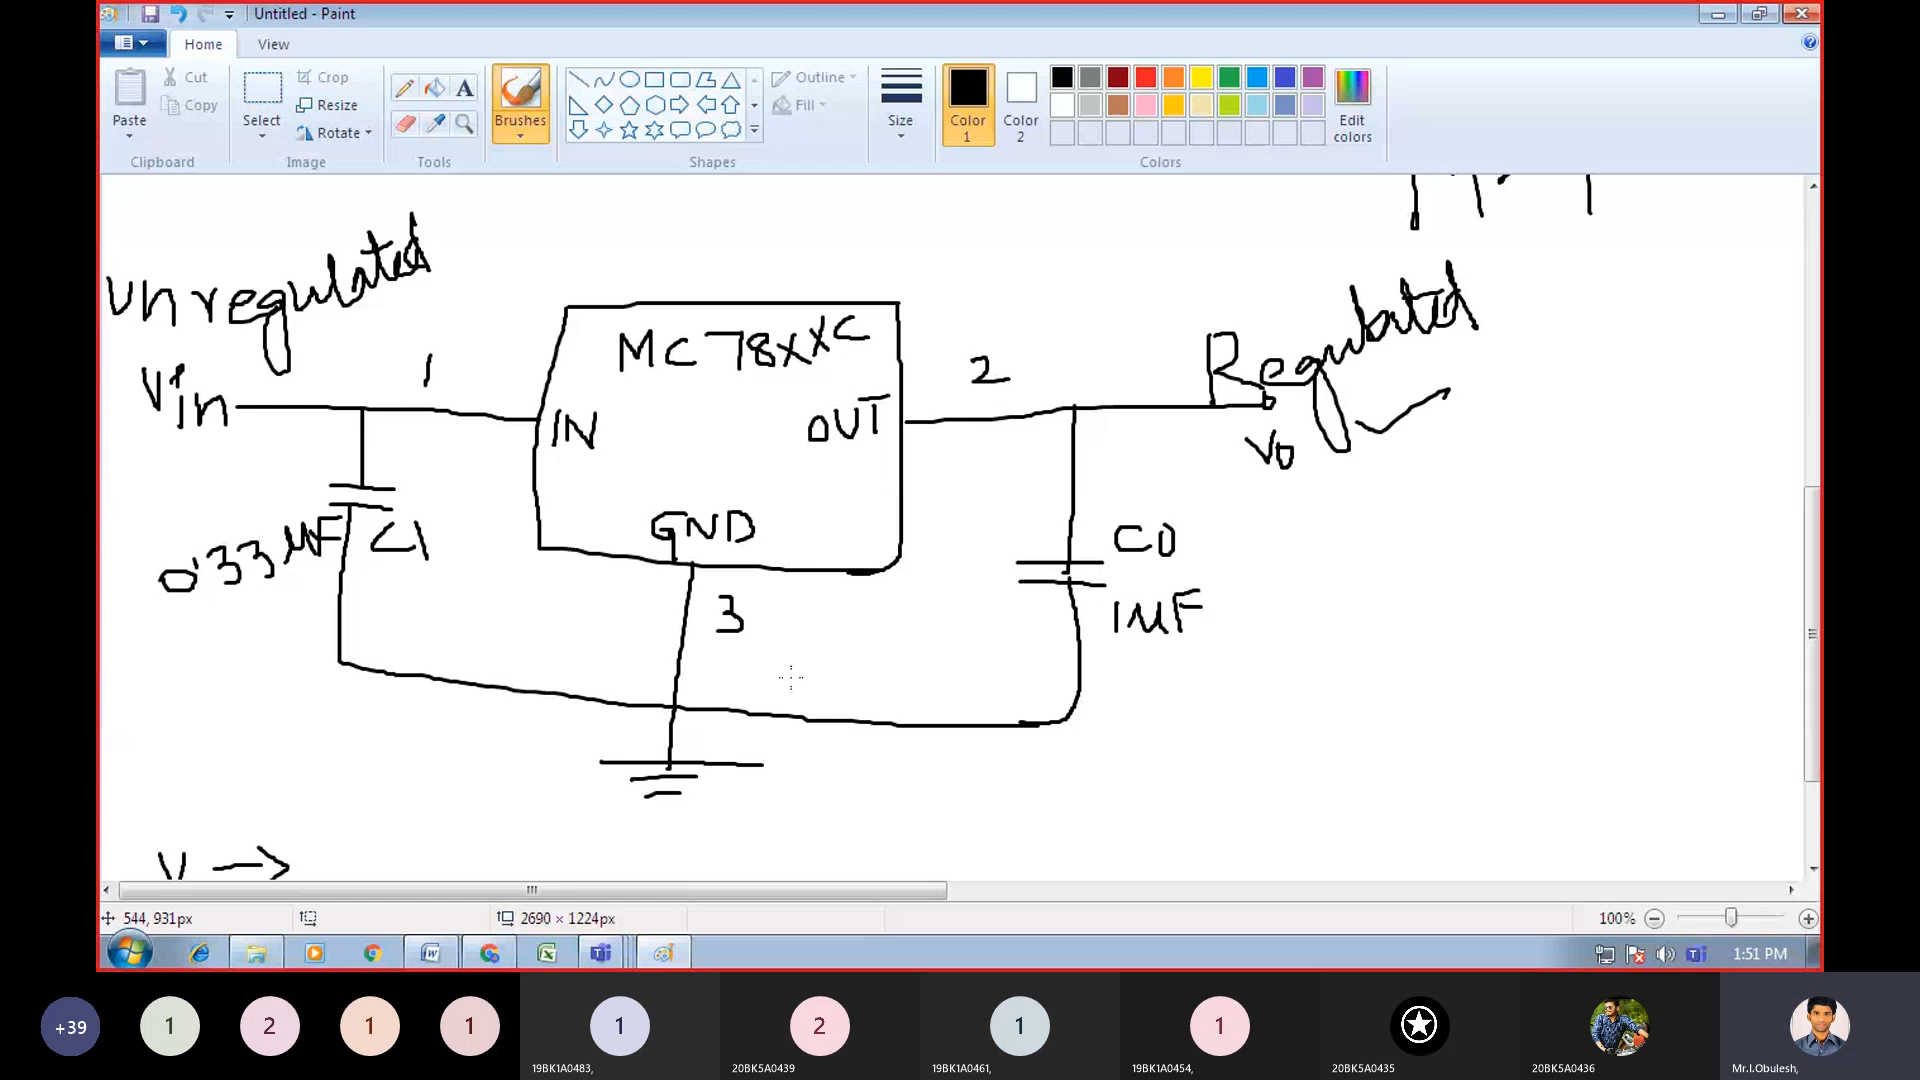 Untitled - Paint
Home View
Paste
Cut
Copy
Clipboard
Select
Crop
Resize
Rotate
Image
Tools
Brushes
Shapes
Outline
Fill
Size
Color 1
Color 2
Edit colors
Colors
Unregulated
Vin
1
MC78XXC
IN
OUT
GND
2
Regulated
Vo
0.33 µF C1
3
C0
1µF
V →
544, 931px
2690 × 1224px
100%
1:51 PM
+39
1
2
1
1
1
2
1
1
19BK1A0483,
20BK5A0439
19BK1A0461,
19BK1A0454,
20BK5A0435
20BK5A0436
Mr.I.Obulesh,